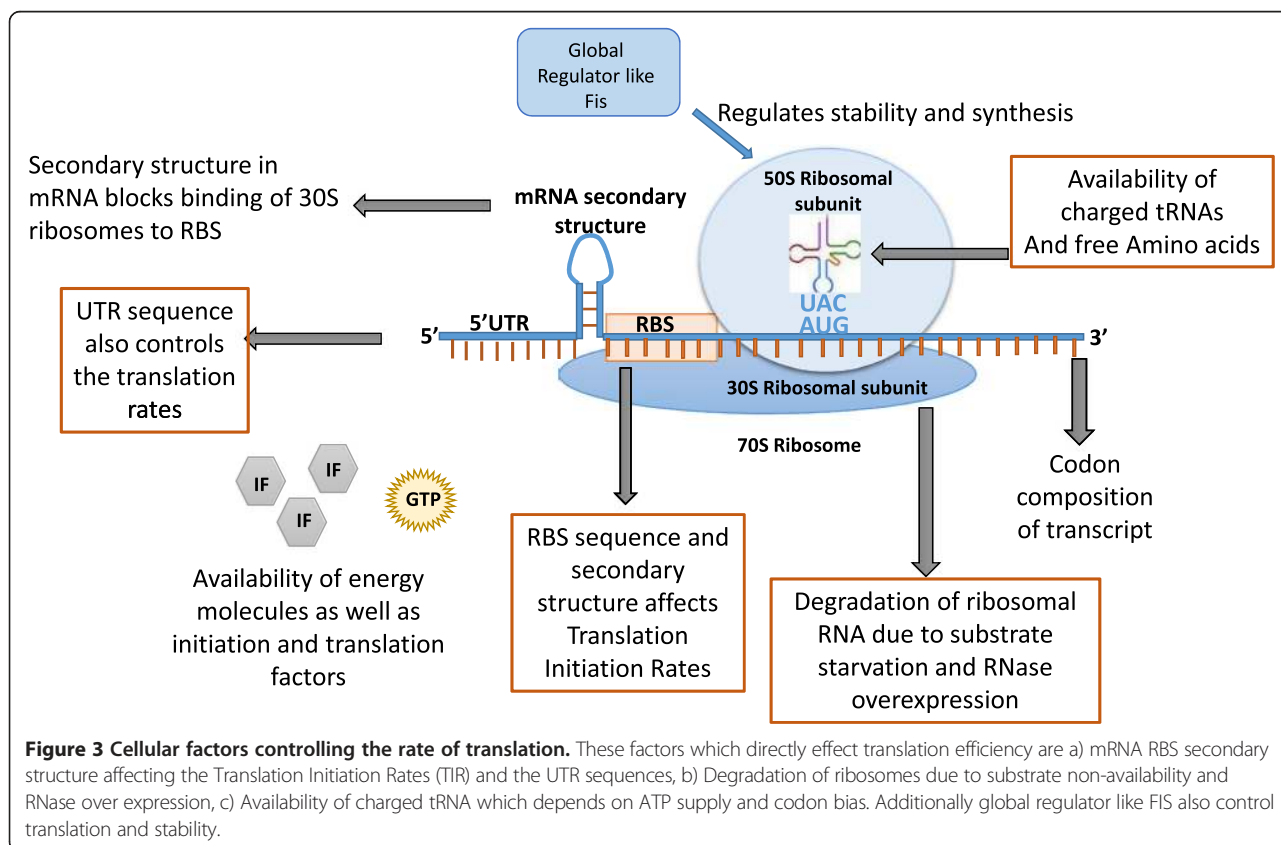 Global
Regulator like
Fis
Regulates stability and synthesis
Secondary structure in
mRNA blocks binding of 30S
ribosomes to RBS
mRNA secondary
structure
50S Ribosomal
subunit
Availability of
charged tRNAs
And free Amino acids
UTR sequence
also controls
the translation
rates
5’
5’UTR
RBS
UAC
AUG
3’
30S Ribosomal subunit
70S Ribosome
IF
IF
IF
GTP
Availability of energy
molecules as well as
initiation and translation
factors
RBS sequence and
secondary
structure affects
Translation
Initiation Rates
Degradation of ribosomal
RNA due to substrate
starvation and RNase
overexpression
Codon
composition
of transcript
Figure 3 Cellular factors controlling the rate of translation. These factors which directly effect translation efficiency are a) mRNA RBS secondary
structure affecting the Translation Initiation Rates (TIR) and the UTR sequences, b) Degradation of ribosomes due to substrate non-availability and
RNase over expression, c) Availability of charged tRNA which depends on ATP supply and codon bias. Additionally global regulator like FIS also control
translation and stability.